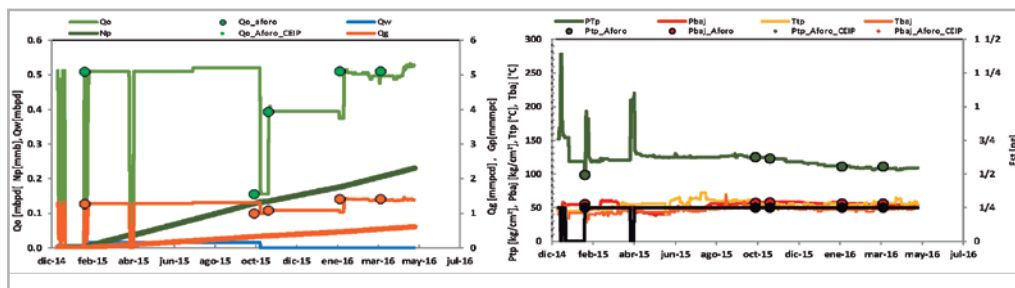 Qo Qo_aforo Qw
Np Qo_Aforo_CEIP Qg
0.6 6
0.5 5
0.4 4
0.3 3
0.2 2
0.1 1
0.0 0
Qo[mbpd[ Np[mmb], Qw[mbpd]
Qg[mmpcd], Gp[mmmpc]
dic-14 feb-15 abr-15 jun-15 ago-15 oct-15 dic-15 ene-16 mar-16 may-16 jul-16
PTp Pbaj Ttp Tbaj
Ptp_Aforo Pbaj_Aforo Ptp_Aforo_CEIP Pbaj_Aforo_CEIP
300 1 1/2
250 1 1/4
200 1
150 3/4
100 1/2
50 1/4
0 0
Ptp [kg/cm²], Pbaj [kg/cm²], Ttp [°C], Tbaj [°C]
dic-14 feb-15 abr-15 jun-15 ago-15 oct-15 dic-15 ene-16 mar-16 may-16 jul-16